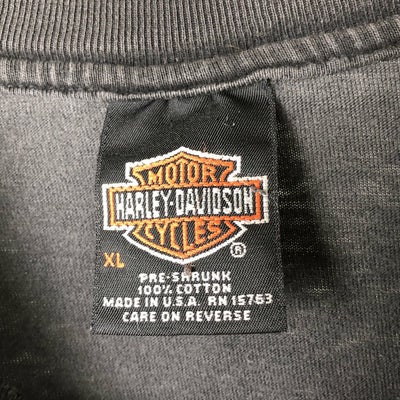 MOTOR
HARLEY-DAVIDSON
CYCLES
®
XL
PRE-SHRUNK
100% COTTON
MADE IN U.S.A. RN 15763
CARE ON REVERSE